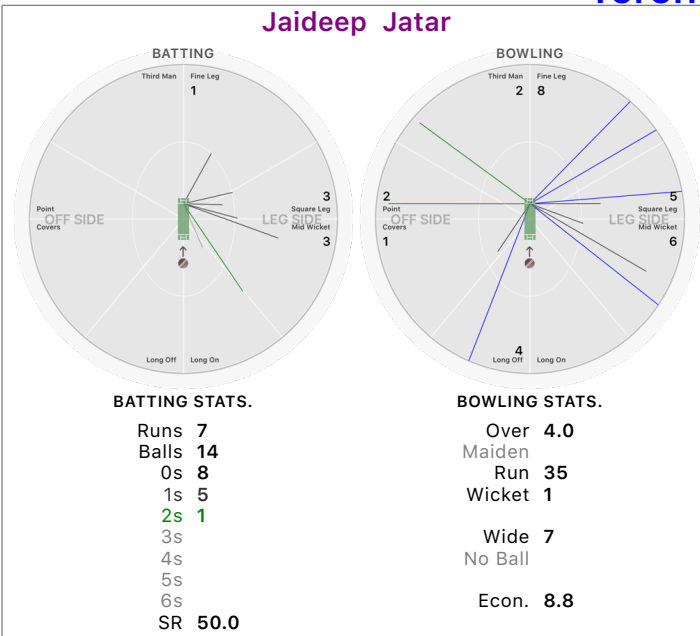 Jaideep Jatar
BATTING
Third Man Fine Leg
1
3
Point
Square Leg
OFF SIDE
LEG SIDE
Covers
Mid Wicket
3
Long Off Long On
BATTING STATS.
Runs 7
Balls 14
0s 8
1s 5
2s 1
3s
4s
5s
6s
SR 50.0
BOWLING
Third Man Fine Leg
2 8
2 5
Point
Square Leg
OFF SIDE
LEG SIDE
Covers
Mid Wicket
1 6
4
Long Off Long On
BOWLING STATS.
Over 4.0
Maiden
Run 35
Wicket 1
Wide 7
No Ball
Econ. 8.8